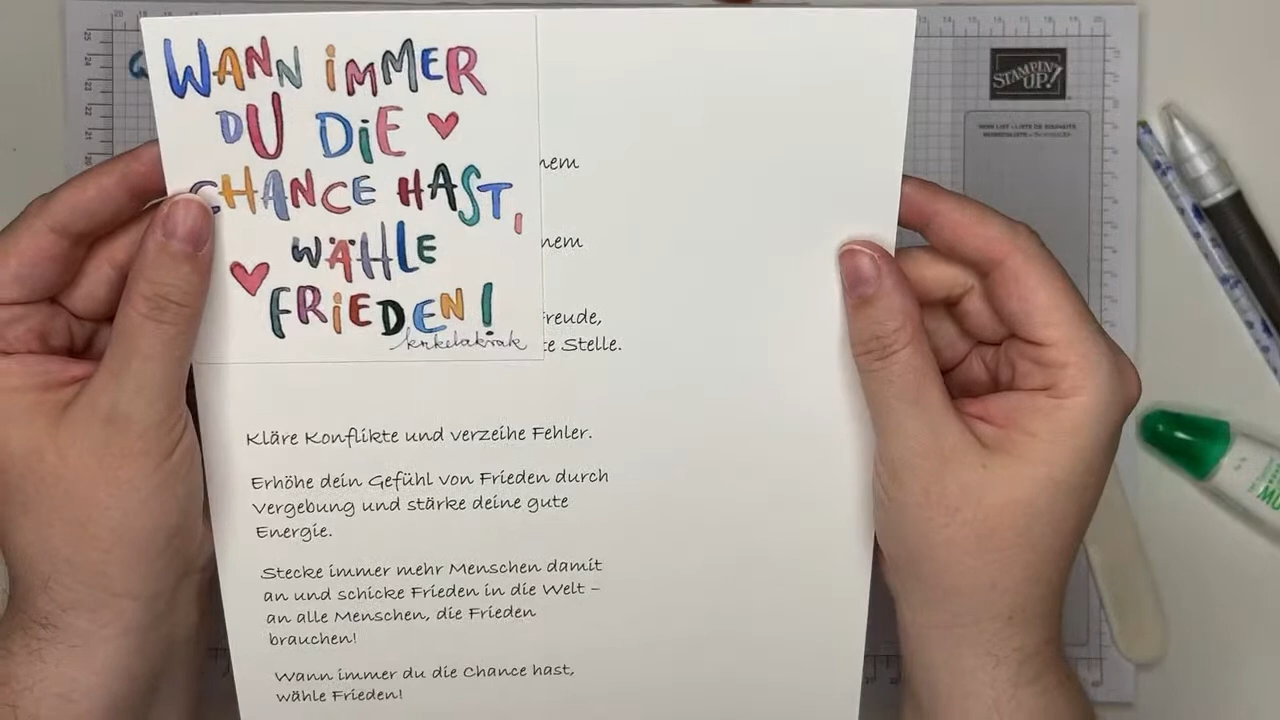 WANN iMMER
DU DiE
CHANCE HAST,
WÄHLE
FRiEDEN!
krikelakrak
nem
nem
freude,
te Stelle.
Kläre Konflikte und verzeihe Fehler.
Erhöhe dein Gefühl von Frieden durch
Vergebung und stärke deine gute
Energie.
Stecke immer mehr Menschen damit
an und schicke Frieden in die Welt –
an alle Menschen, die Frieden
brauchen!
Wann immer du die Chance hast,
wähle Frieden!
STAMPIN' UP!